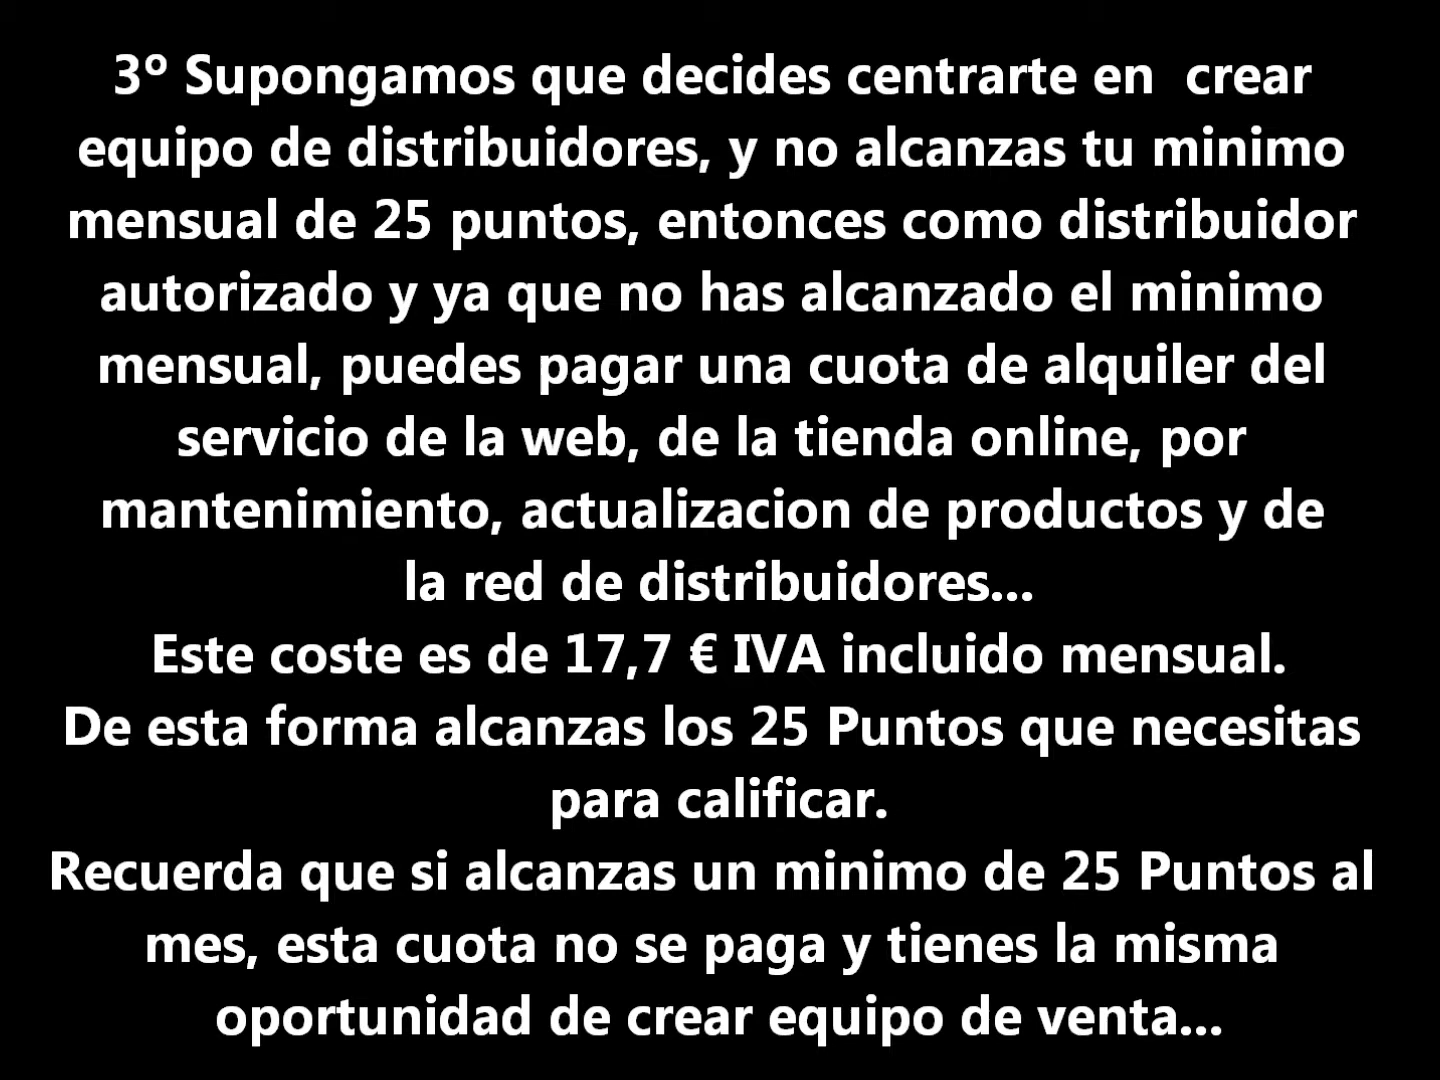 3º Supongamos que decides centrarte en  crear
equipo de distribuidores, y no alcanzas tu minimo
mensual de 25 puntos, entonces como distribuidor
autorizado y ya que no has alcanzado el minimo
mensual, puedes pagar una cuota de alquiler del
servicio de la web, de la tienda online, por
mantenimiento, actualizacion de productos y de
la red de distribuidores...
Este coste es de 17,7 € IVA incluido mensual.
De esta forma alcanzas los 25 Puntos que necesitas
para calificar.
Recuerda que si alcanzas un minimo de 25 Puntos al
mes, esta cuota no se paga y tienes la misma
oportunidad de crear equipo de venta...